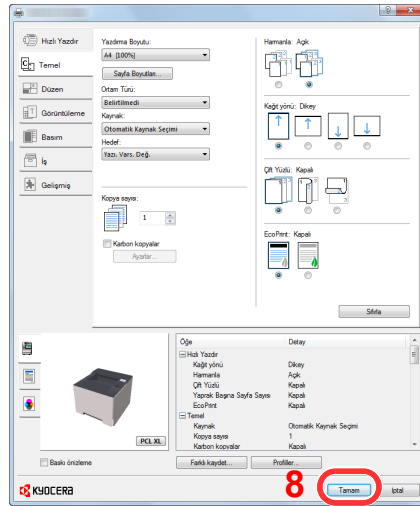 Hızlı Yazdır
Temel
Düzen
Görüntüleme
Basım
İş
Gelişmiş
Yazdırma Boyutu:
A4 [100%]
Sayfa Boyutları...
Ortam Türü:
Belirtilmedi
Kaynak:
Otomatik Kaynak Seçimi
Hedef:
Yazı. Vars. Değ.
Kopya sayısı:
1
Karbon kopyalar
Ayarlar...
Harmanla: Açık
Kağıt yönü: Dikey
Çift Yüzlü: Kapalı
EcoPrint: Kapalı
Sıfırla
Öğe Detay
Hızlı Yazdır
Kağıt yönü Dikey
Harmanla Açık
Çift Yüzlü Kapalı
Yaprak Başına Sayfa Sayısı Kapalı
EcoPrint Kapalı
Temel
Kaynak Otomatik Kaynak Seçimi
Kopya sayısı 1
Karbon kopyalar Kapalı
PCL XL
Baskı önizleme
Farklı kaydet...
Profiller...
KYOCERA
8
Tamam
İptal